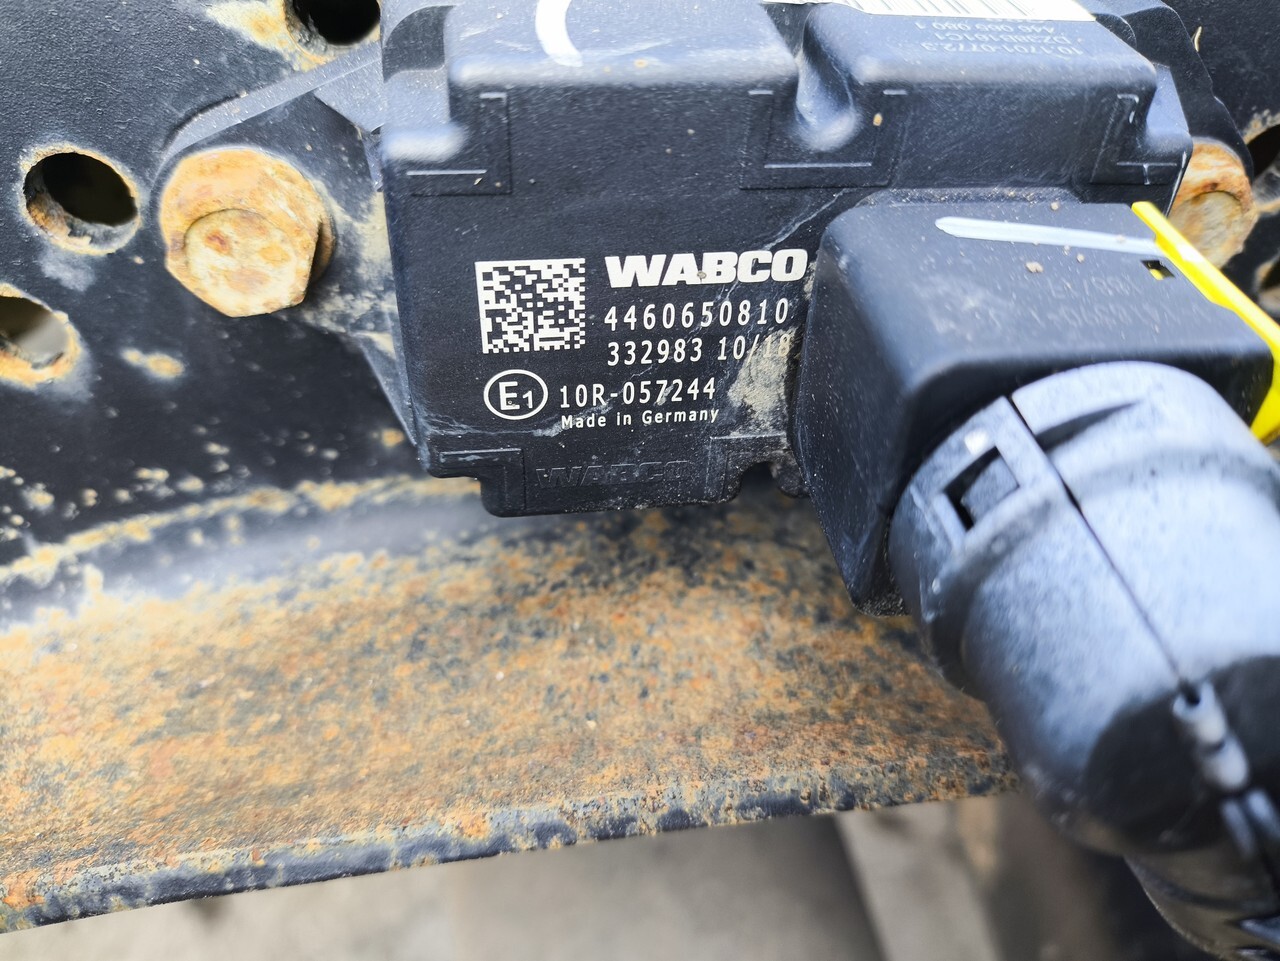 WABCO
4460650810
332983 10/18
E1 10R-057244
Made in Germany
WABCO